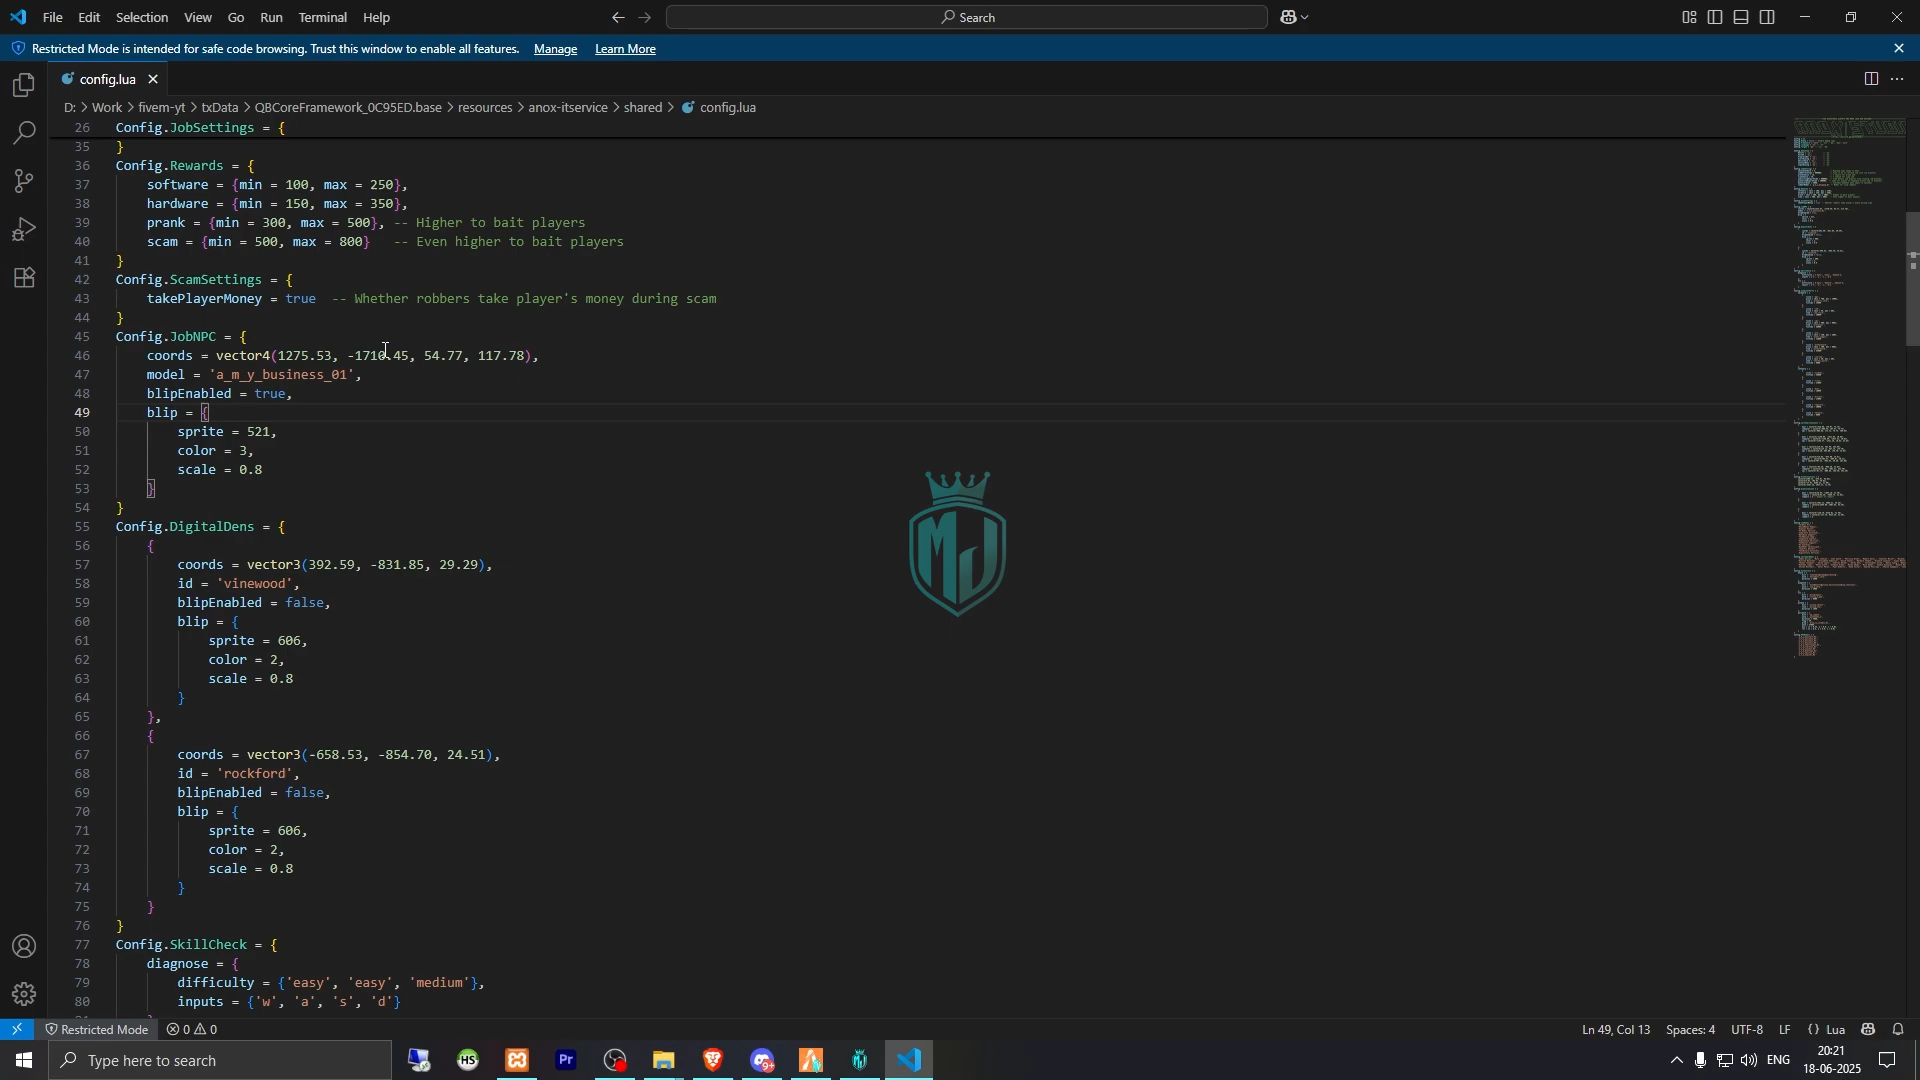 File Edit Selection View Go Run Terminal Help
Search
Restricted Mode is intended for safe code browsing. Trust this window to enable all features. Manage Learn More
config.lua
D: > Work > fivem-yt > txData > QBCoreFramework_0C95ED.base > resources > anox-itservice > shared > config.lua
26 Config.JobSettings = {
35 }
36 Config.Rewards = {
37 software = {min = 100, max = 250},
38 hardware = {min = 150, max = 350},
39 prank = {min = 300, max = 500}, -- Higher to bait players
40 scam = {min = 500, max = 800} -- Even higher to bait players
41 }
42 Config.ScamSettings = {
43 takePlayerMoney = true -- Whether robbers take player's money during scam
44 }
45 Config.JobNPC = {
46 coords = vector4(1275.53, -1710.45, 54.77, 117.78),
47 model = 'a_m_y_business_01',
48 blipEnabled = true,
49 blip = {
50 sprite = 521,
51 color = 3,
52 scale = 0.8
53 }
54 }
55 Config.DigitalDens = {
56 {
57 coords = vector3(392.59, -831.85, 29.29),
58 id = 'vinewood',
59 blipEnabled = false,
60 blip = {
61 sprite = 606,
62 color = 2,
63 scale = 0.8
64 }
65 },
66 {
67 coords = vector3(-658.53, -854.70, 24.51),
68 id = 'rockford',
69 blipEnabled = false,
70 blip = {
71 sprite = 606,
72 color = 2,
73 scale = 0.8
74 }
75 }
76 }
77 Config.SkillCheck = {
78 diagnose = {
79 difficulty = {'easy', 'easy', 'medium'},
80 inputs = {'w', 'a', 's', 'd'}
MJ
Restricted Mode 0 0 Ln 49, Col 13 Spaces: 4 UTF-8 LF {} Lua
Type here to search
HS
Pr
9+
ENG
20:21
18-06-2025